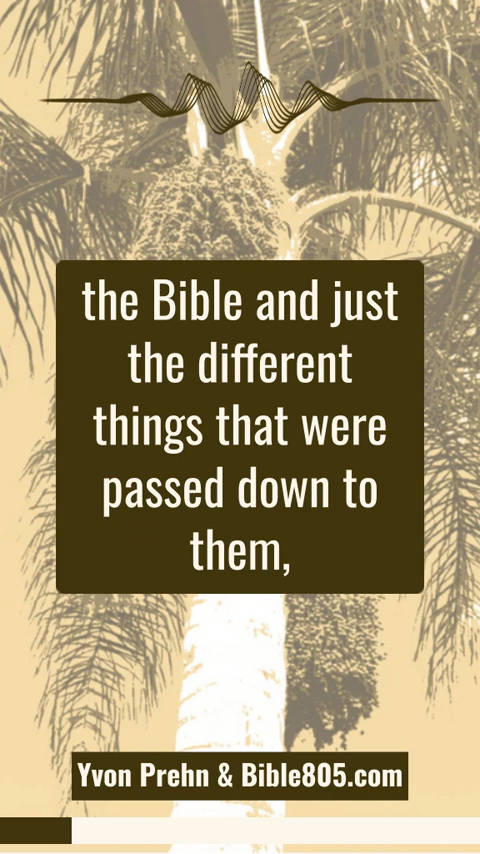 the Bible and just
the different
things that were
passed down to
them,
Yvon Prehn & Bible805.com